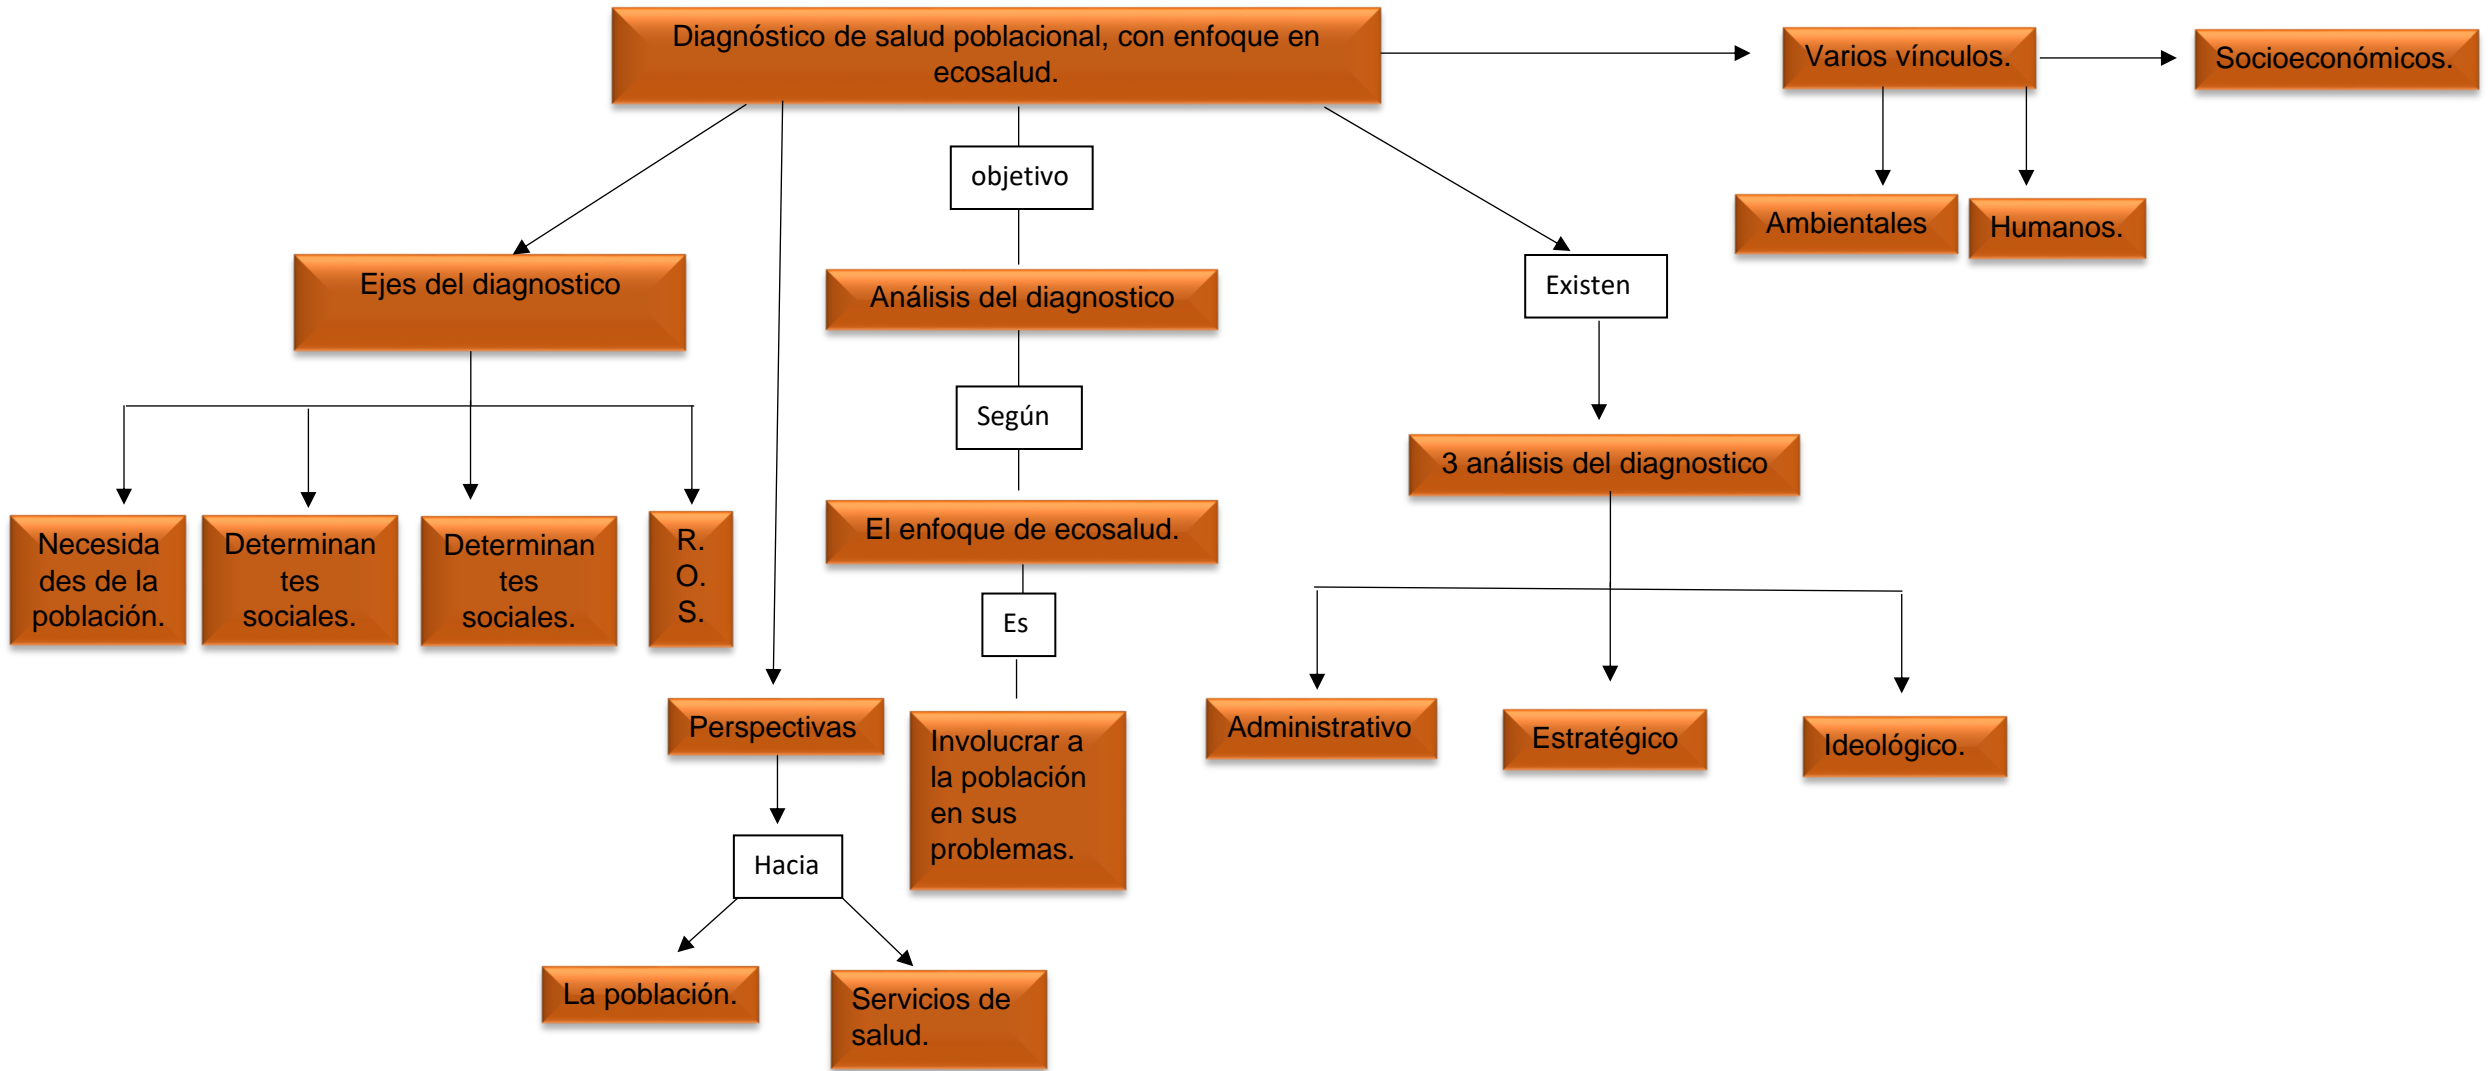 Diagnóstico de salud poblacional, con enfoque en
ecosalud.
Varios vínculos.
Socioeconómicos.
objetivo
Ambientales
Humanos.
Ejes del diagnostico
Análisis del diagnostico
Existen
Según
3 análisis del diagnostico
Necesida
des de la
población.
Determinan
tes
sociales.
Determinan
tes
sociales.
R.
O.
S.
El enfoque de ecosalud.
Es
Perspectivas
Involucrar a
la población
en sus
problemas.
Administrativo
Estratégico
Ideológico.
Hacia
La población.
Servicios de
salud.